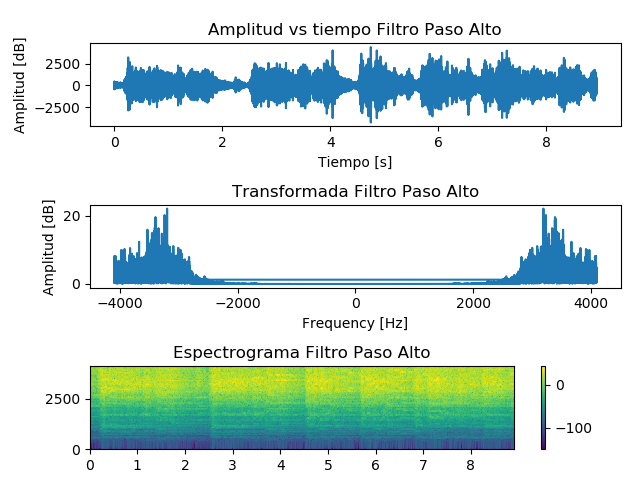 Amplitud vs tiempo Filtro Paso Alto
Amplitud [dB]
2500
0
−2500
0 2 4 6 8
Tiempo [s]
Transformada Filtro Paso Alto
Amplitud [dB]
20
0
−4000 −2000 0 2000 4000
Frequency [Hz]
Espectrograma Filtro Paso Alto
2500
0
0 1 2 3 4 5 6 7 8
0
−100